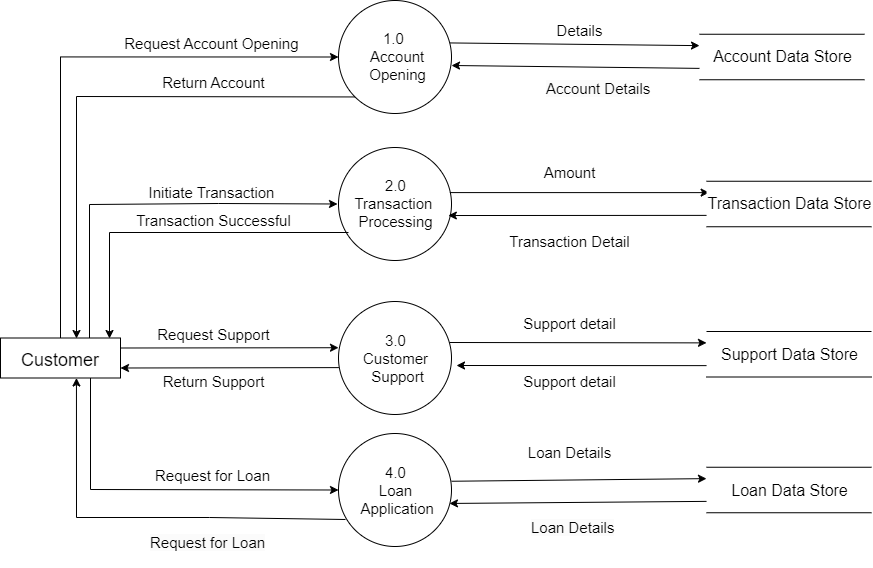 Request Account Opening
Return Account
1.0
Account
Opening
Details
Account Details
Account Data Store
Initiate Transaction
Transaction Successful
2.0
Transaction
Processing
Amount
Transaction Detail
Transaction Data Store
Customer
Request Support
Return Support
3.0
Customer
Support
Support detail
Support detail
Support Data Store
Request for Loan
Request for Loan
4.0
Loan
Application
Loan Details
Loan Details
Loan Data Store